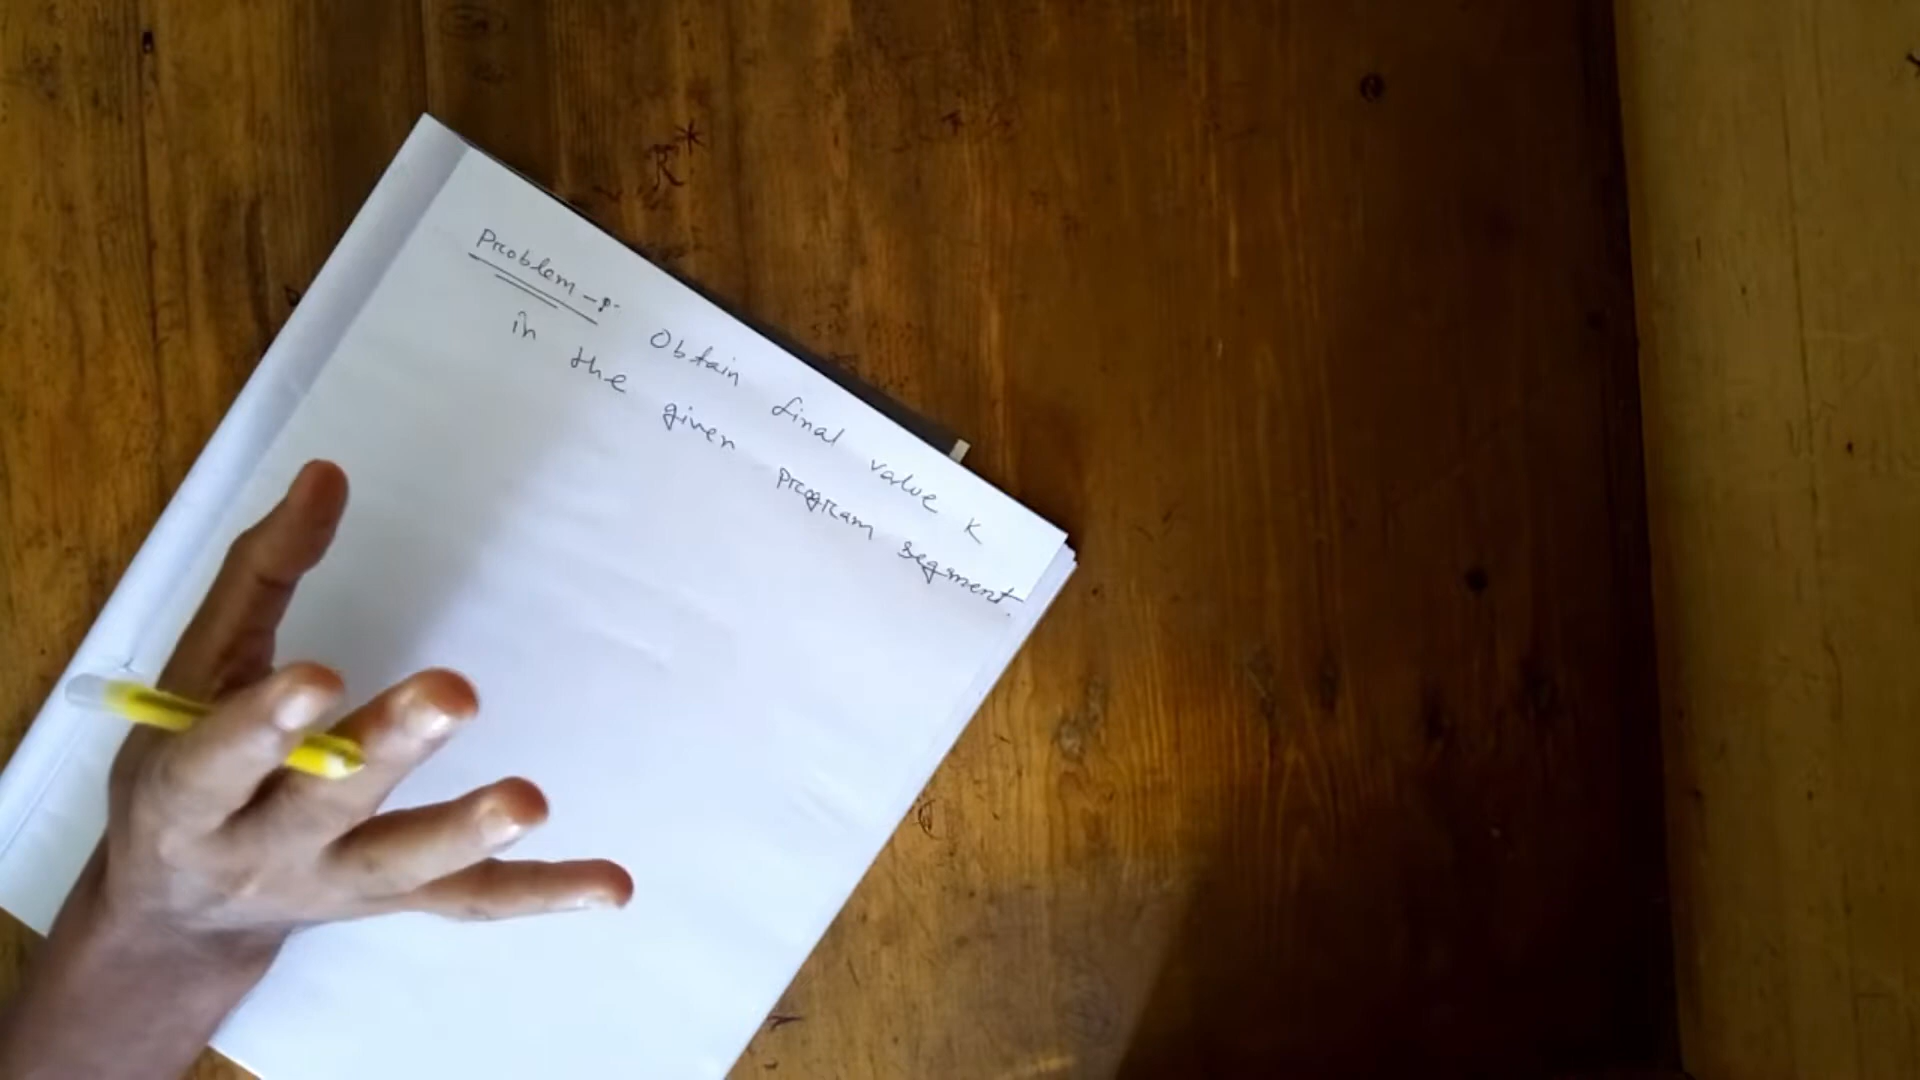 Problem -: Obtain final value K
in the given program segment.
R*